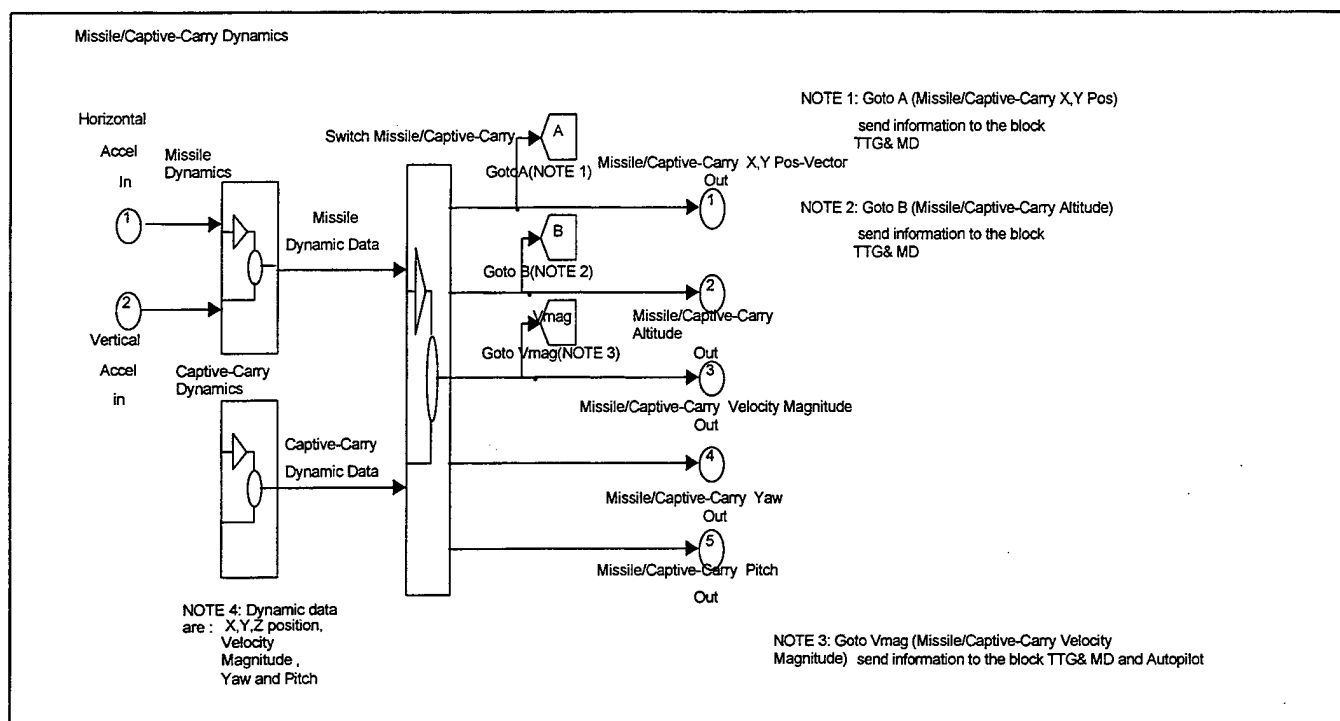 Missile/Captive-Carry Dynamics
Horizontal
Accel
In
1
2
Vertical
Accel
in
Missile
Dynamics
Captive-Carry
Dynamics
Missile
Dynamic Data
Captive-Carry
Dynamic Data
NOTE 4: Dynamic data
are : X,Y,Z position,
Velocity
Magnitude ,
Yaw and Pitch
Switch Missile/Captive-Carry
A
GotoA(NOTE 1)
B
Goto B(NOTE 2)
Vmag
Goto Vmag(NOTE 3)
Missile/Captive-Carry X,Y Pos-Vector
Out
1
2
Missile/Captive-Carry
Altitude
Out
3
Missile/Captive-Carry Velocity Magnitude
Out
4
Missile/Captive-Carry Yaw
Out
5
Missile/Captive-Carry Pitch
Out
NOTE 1: Goto A (Missile/Captive-Carry X,Y Pos)
send information to the block
TTG& MD
NOTE 2: Goto B (Missile/Captive-Carry Altitude)
send information to the block
TTG& MD
NOTE 3: Goto Vmag (Missile/Captive-Carry Velocity
Magnitude) send information to the block TTG& MD and Autopilot